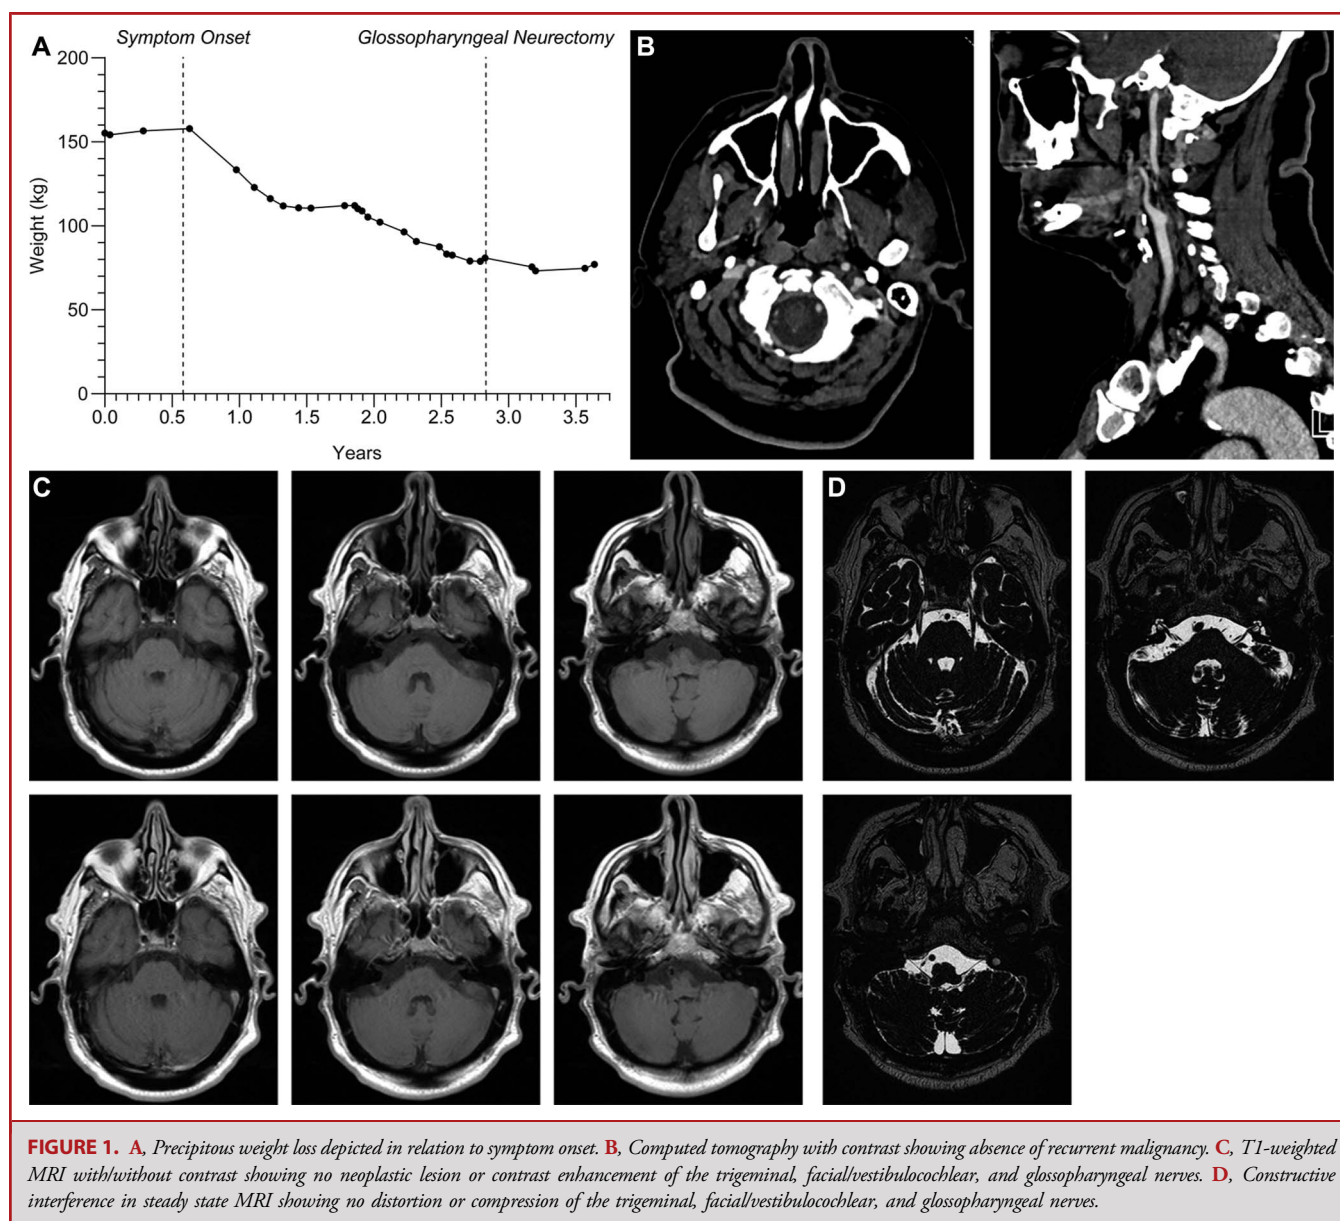 A
Symptom Onset
Glossopharyngeal Neurectomy
B
200
150
100
50
0
Weight (kg)
0.0 0.5 1.0 1.5 2.0 2.5 3.0 3.5
Years
L
C
D
FIGURE 1. A, Precipitous weight loss depicted in relation to symptom onset. B, Computed tomography with contrast showing absence of recurrent malignancy. C, T1-weighted
MRI with/without contrast showing no neoplastic lesion or contrast enhancement of the trigeminal, facial/vestibulocochlear, and glossopharyngeal nerves. D, Constructive
interference in steady state MRI showing no distortion or compression of the trigeminal, facial/vestibulocochlear, and glossopharyngeal nerves.